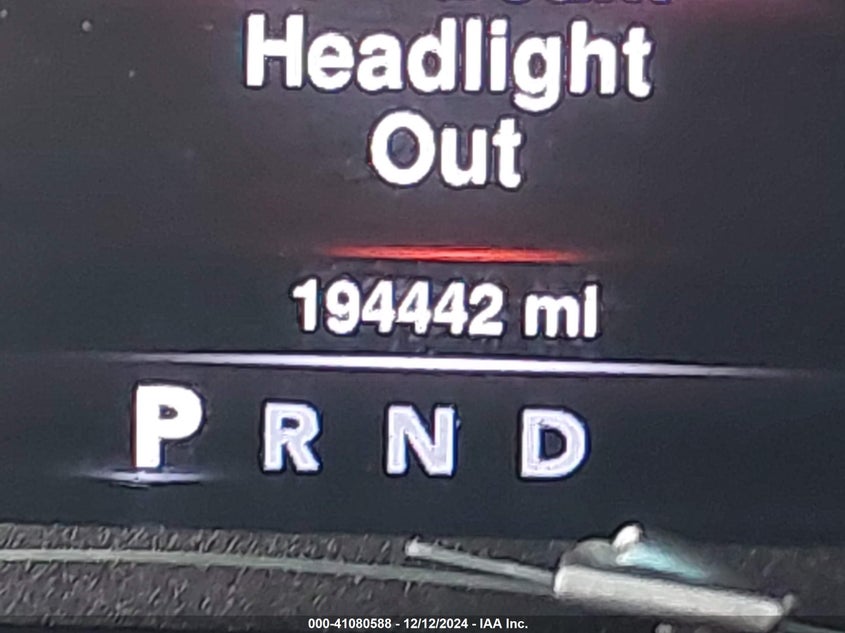 Headlight
Out
194442 mi
P R N D
000-41080588 - 12/12/2024 - IAA Inc.